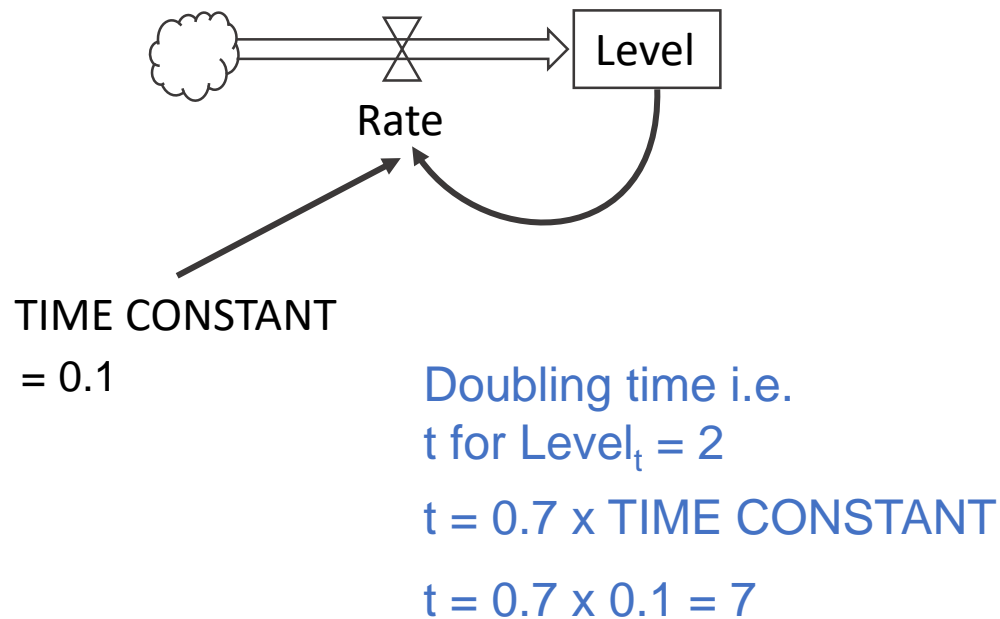 Level
Rate
TIME CONSTANT
= 0.1
Doubling time i.e.
t for Levelₜ = 2
t = 0.7 x TIME CONSTANT
t = 0.7 x 0.1 = 7